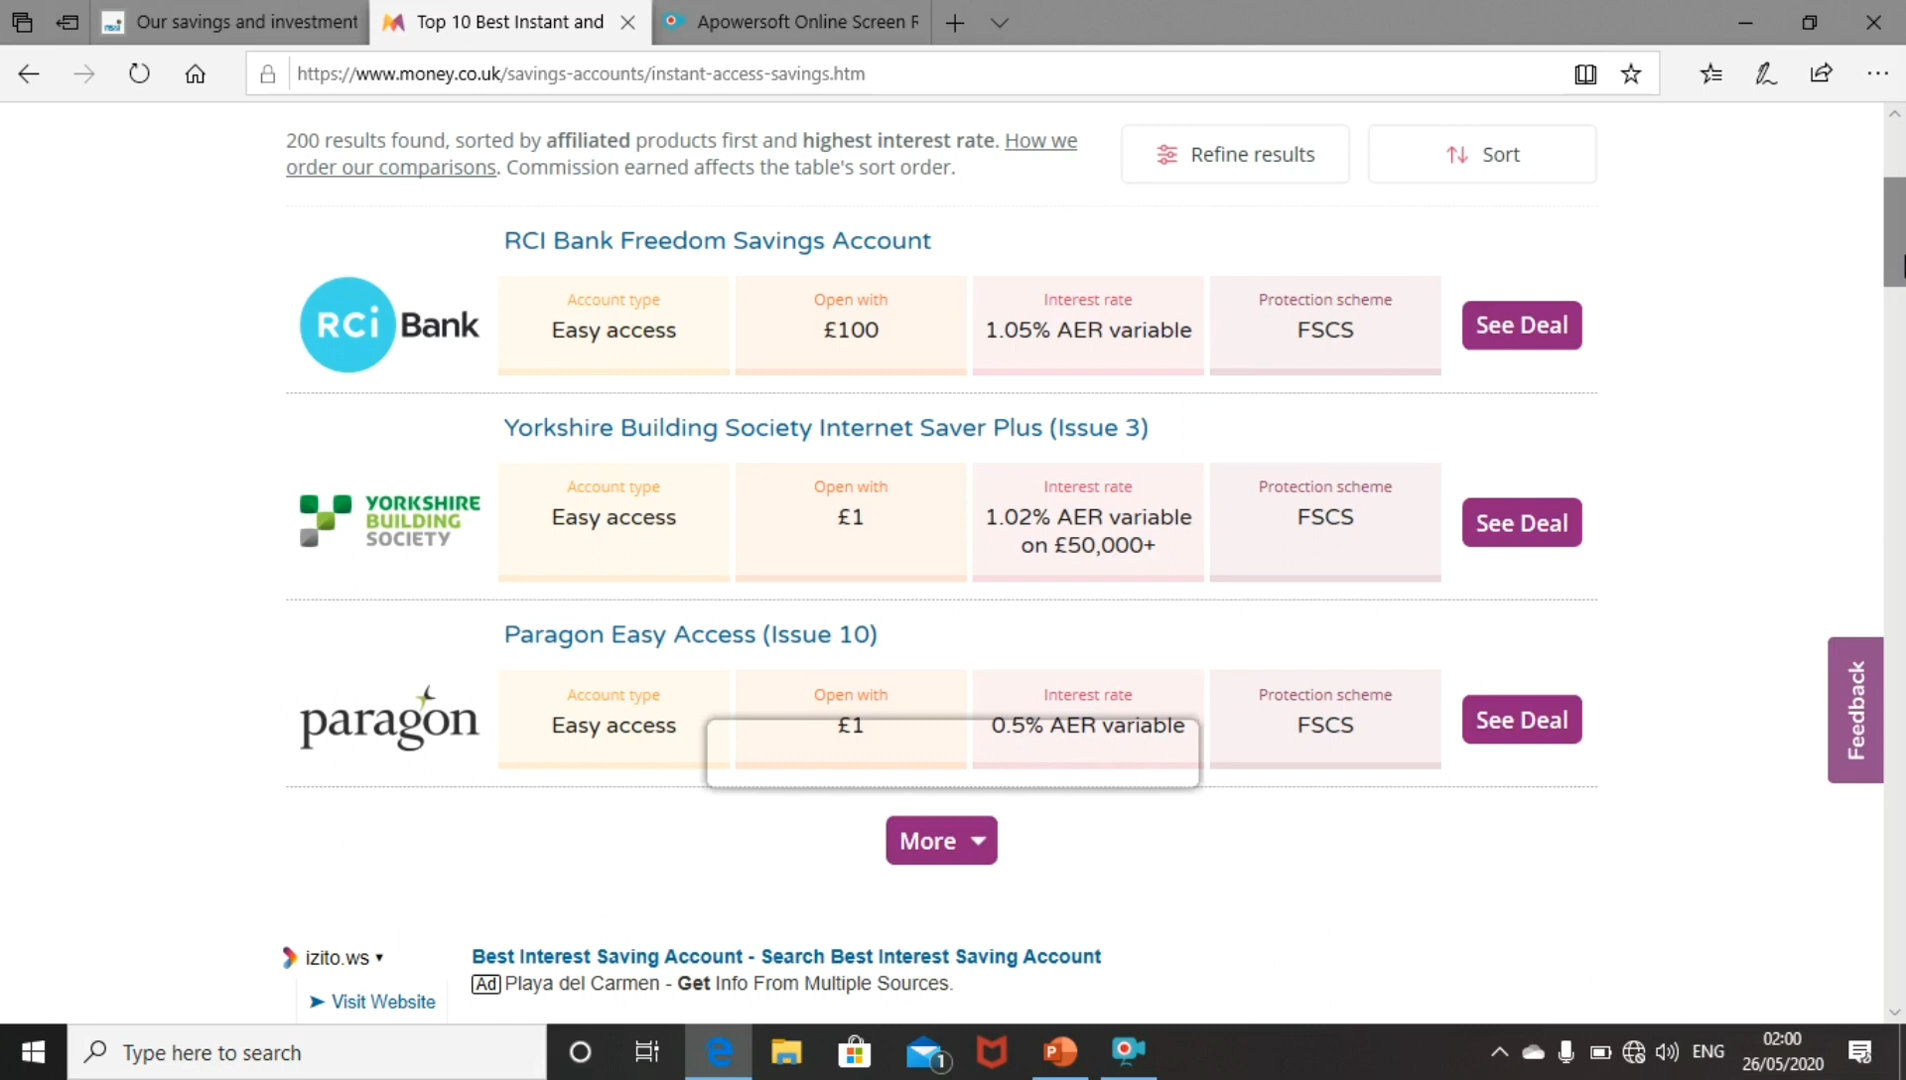 Our savings and investment
Top 10 Best Instant and
Apowersoft Online Screen R
https://www.money.co.uk/savings-accounts/instant-access-savings.htm
200 results found, sorted by affiliated products first and highest interest rate. How we
order our comparisons. Commission earned affects the table's sort order.
Refine results
Sort
RCI Bank Freedom Savings Account
RCi Bank
Account type
Easy access
Open with
£100
Interest rate
1.05% AER variable
Protection scheme
FSCS
See Deal
Yorkshire Building Society Internet Saver Plus (Issue 3)
YORKSHIRE
BUILDING
SOCIETY
Account type
Easy access
Open with
£1
Interest rate
1.02% AER variable
on £50,000+
Protection scheme
FSCS
See Deal
Paragon Easy Access (Issue 10)
paragon
Account type
Easy access
Open with
£1
Interest rate
0.5% AER variable
Protection scheme
FSCS
See Deal
Feedback
More
izito.ws
Visit Website
Best Interest Saving Account - Search Best Interest Saving Account
Ad Playa del Carmen - Get Info From Multiple Sources.
Type here to search
1
ENG
02:00
26/05/2020